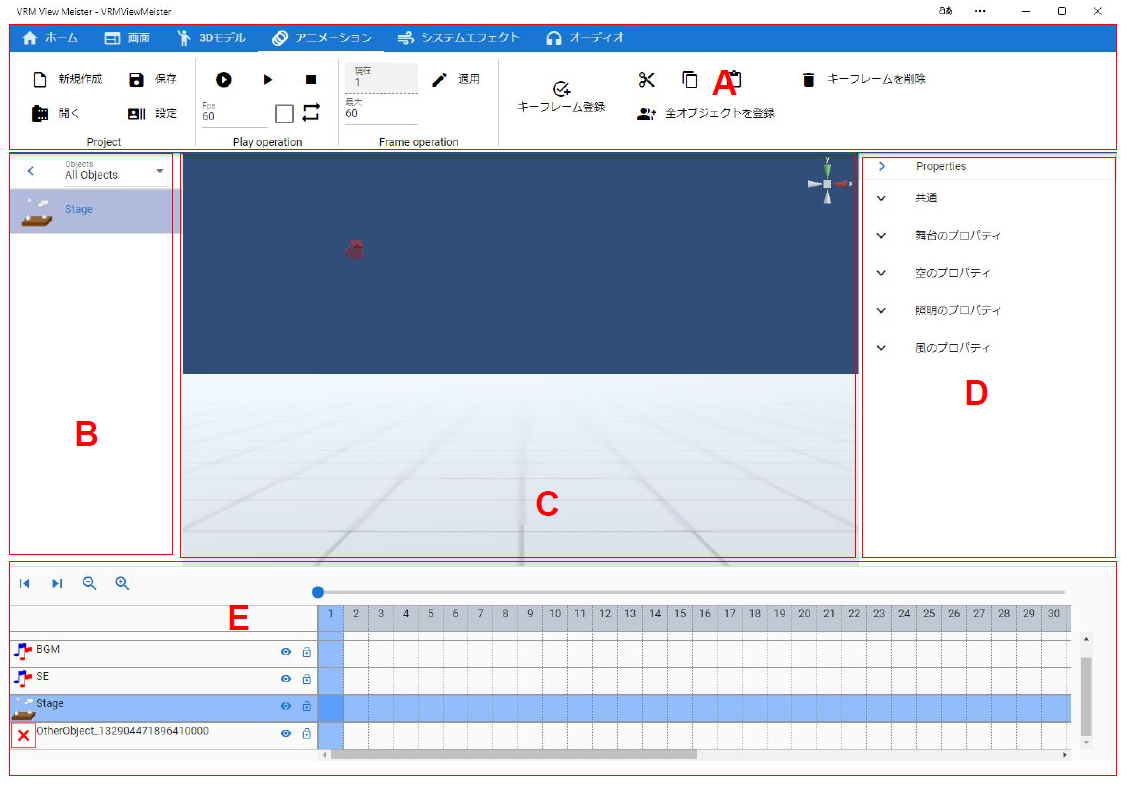 VRM View Meister - VRMViewMeister
aあ
ホーム 画面 3Dモデル アニメーション システムエフェクト オーディオ
新規作成 保存
開く 設定
Project
Fps
60
Play operation
現在
1
適用
最大
60
Frame operation
キーフレーム登録
A
キーフレームを削除
全オブジェクトを登録
Objects
All Objects
Stage
B
y
x
C
Properties
共通
舞台のプロパティ
空のプロパティ
照明のプロパティ
風のプロパティ
D
E
1 2 3 4 5 6 7 8 9 10 11 12 13 14 15 16 17 18 19 20 21 22 23 24 25 26 27 28 29 30
BGM
SE
Stage
OtherObject_132904471896410000